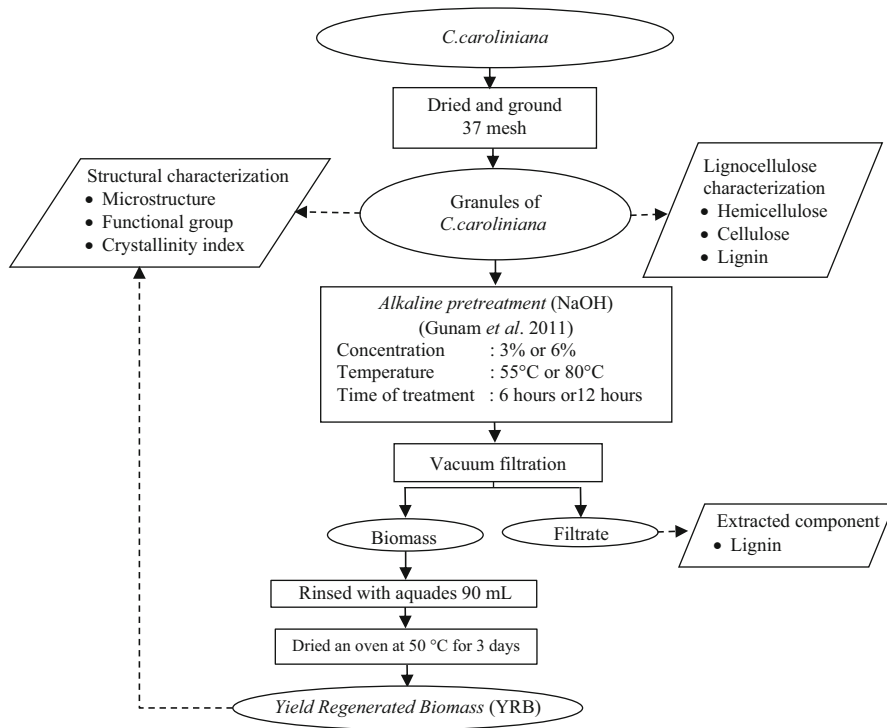 C.caroliniana
Dried and ground
37 mesh
Structural characterization
• Microstructure
• Functional group
• Crystallinity index
Granules of
C.caroliniana
Lignocellulose
characterization
• Hemicellulose
• Cellulose
• Lignin
Alkaline pretreatment (NaOH)
(Gunam et al. 2011)
Concentration : 3% or 6%
Temperature : 55°C or 80°C
Time of treatment : 6 hours or12 hours
Vacuum filtration
Biomass
Filtrate
Extracted component
• Lignin
Rinsed with aquades 90 mL
Dried an oven at 50 °C for 3 days
Yield Regenerated Biomass (YRB)